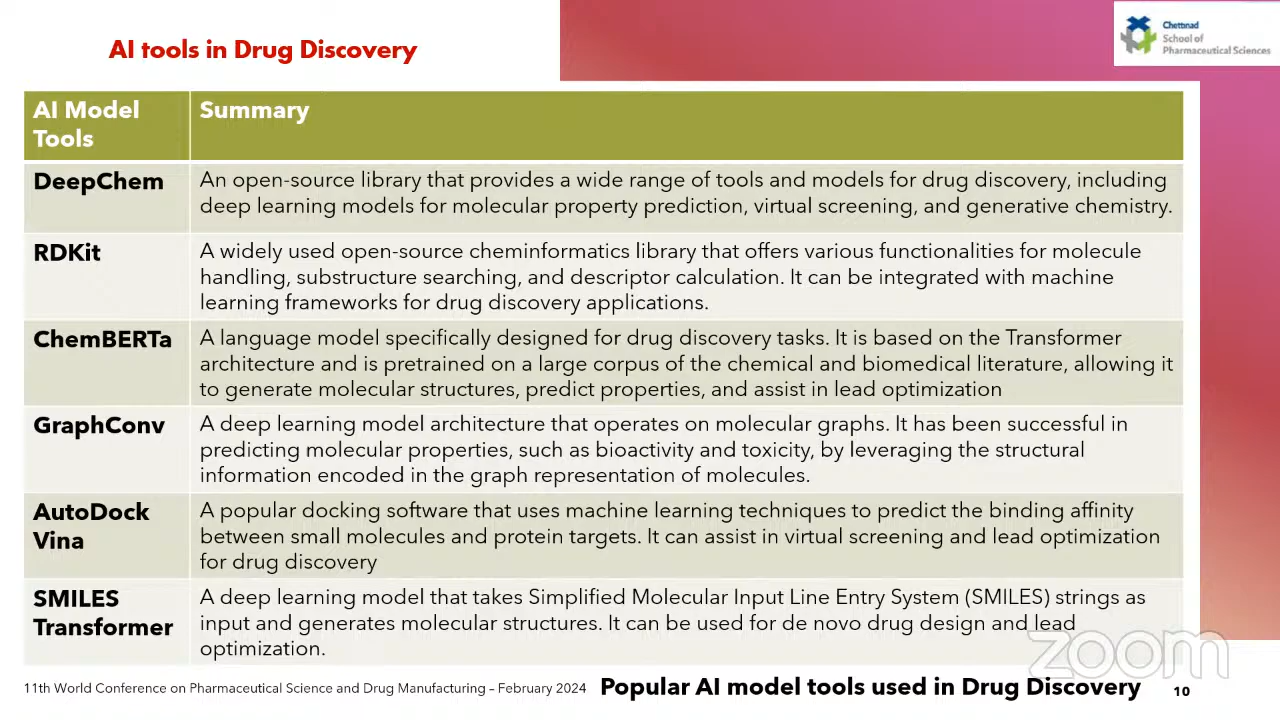 AI tools in Drug Discovery
Chettinad
School of
Pharmaceutical Sciences
AI Model
Tools
Summary
DeepChem
An open-source library that provides a wide range of tools and models for drug discovery, including
deep learning models for molecular property prediction, virtual screening, and generative chemistry.
RDKit
A widely used open-source cheminformatics library that offers various functionalities for molecule
handling, substructure searching, and descriptor calculation. It can be integrated with machine
learning frameworks for drug discovery applications.
ChemBERTa
A language model specifically designed for drug discovery tasks. It is based on the Transformer
architecture and is pretrained on a large corpus of the chemical and biomedical literature, allowing it
to generate molecular structures, predict properties, and assist in lead optimization
GraphConv
A deep learning model architecture that operates on molecular graphs. It has been successful in
predicting molecular properties, such as bioactivity and toxicity, by leveraging the structural
information encoded in the graph representation of molecules.
AutoDock
Vina
A popular docking software that uses machine learning techniques to predict the binding affinity
between small molecules and protein targets. It can assist in virtual screening and lead optimization
for drug discovery
SMILES
Transformer
A deep learning model that takes Simplified Molecular Input Line Entry System (SMILES) strings as
input and generates molecular structures. It can be used for de novo drug design and lead
optimization.
zoom
11th World Conference on Pharmaceutical Science and Drug Manufacturing – February 2024
Popular AI model tools used in Drug Discovery
10